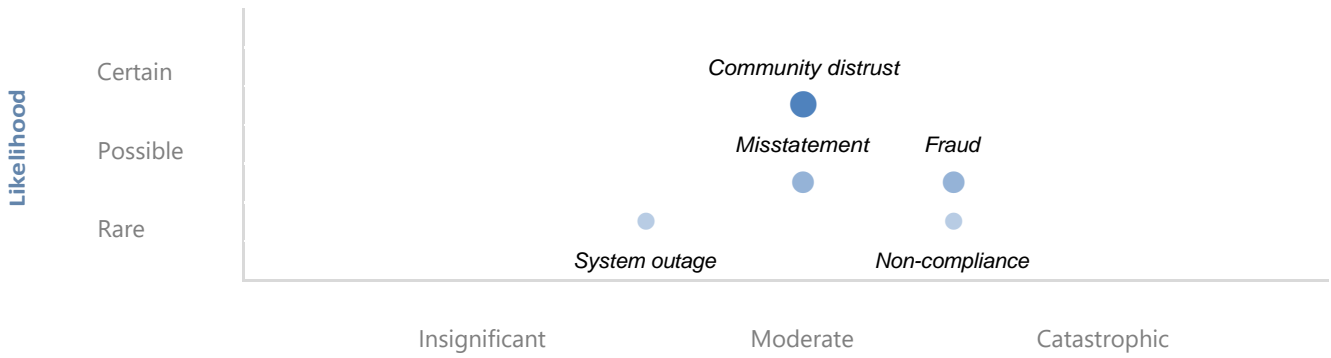 Likelihood
Certain
Community distrust
Possible
Misstatement
Fraud
Rare
System outage
Non-compliance
Insignificant
Moderate
Catastrophic